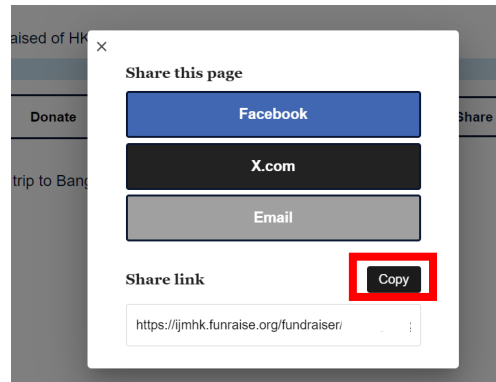 aised of HK
Share this page
Facebook
Donate
Share
X.com
trip to Bang
Email
Share link
Copy
https://ijmhk.funraise.org/fundraiser/